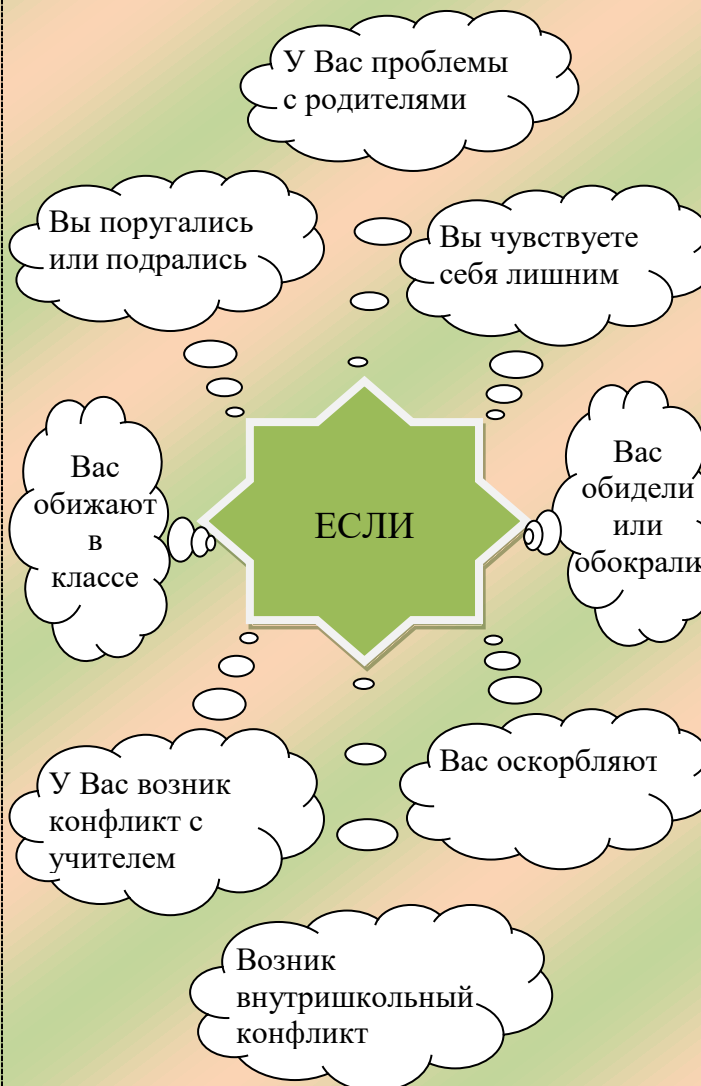 У Вас проблемы
с родителями
Вы поругались
или подрались
Вы чувствуете
себя лишним
Вас
обижают
в
классе
ЕСЛИ
Вас
обидели
или
обокрали
У Вас возник
конфликт с
учителем
Вас оскорбляют
Возник
внутришкольный
конфликт